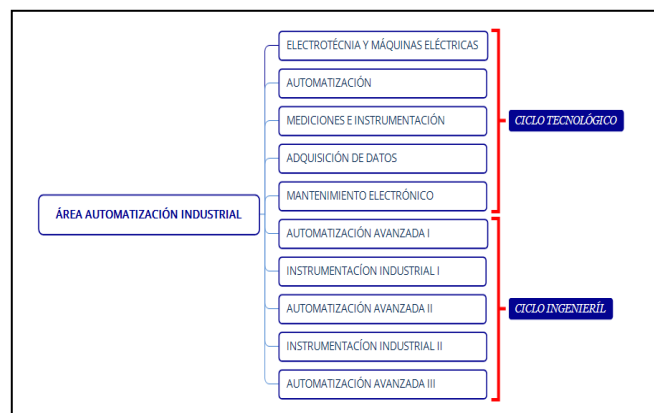 ELECTROTÉCNIA Y MÁQUINAS ELÉCTRICAS
AUTOMATIZACIÓN
MEDICIONES E INSTRUMENTACIÓN
CICLO TECNOLÓGICO
ADQUISICIÓN DE DATOS
MANTENIMIENTO ELECTRÓNICO
ÁREA AUTOMATIZACIÓN INDUSTRIAL
AUTOMATIZACIÓN AVANZADA I
INSTRUMENTACÍON INDUSTRIAL I
AUTOMATIZACIÓN AVANZADA II
CICLO INGENIERÍL
INSTRUMENTACÍON INDUSTRIAL II
AUTOMATIZACIÓN AVANZADA III